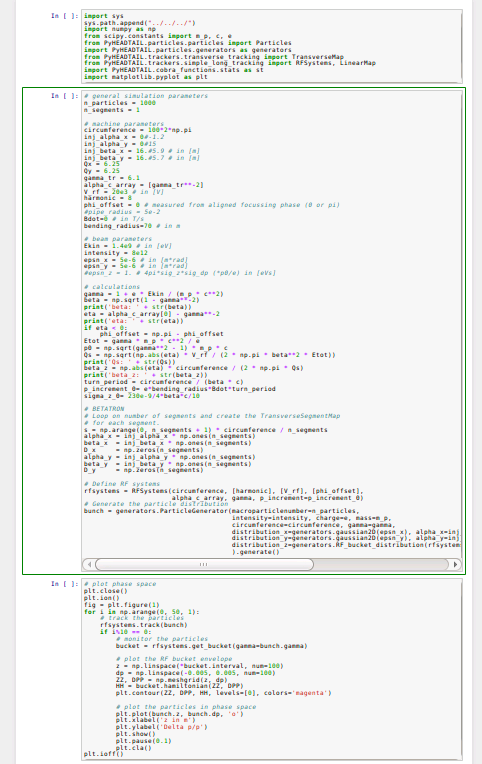 In [ ]: import sys
sys.path.append("../../../")
import numpy as np
from scipy.constants import m_p, c, e
from PyHEADTAIL.particles.particles import Particles
import PyHEADTAIL.particles.generators as generators
from PyHEADTAIL.trackers.transverse_tracking import TransverseMap
from PyHEADTAIL.trackers.simple_long_tracking import RFSystems, LinearMap
import PyHEADTAIL.cobra_functions.stats as st
import matplotlib.pyplot as plt
In [ ]: # general simulation parameters
n_particles = 1000
n_segments = 1
# machine parameters
circumference = 100*2*np.pi
inj_alpha_x = 0#-1.2
inj_alpha_y = 0#15
inj_beta_x = 16.#5.9 # in [m]
inj_beta_y = 16.#5.7 # in [m]
Qx = 6.25
Qy = 6.25
gamma_tr = 6.1
alpha_c_array = [gamma_tr**-2]
V_rf = 20e3 # in [V]
harmonic = 8
phi_offset = 0 # measured from aligned focussing phase (0 or pi)
#pipe radius = 5e-2
Bdot=0 # in T/s
bending_radius=70 # in m
# beam parameters
Ekin = 1.4e9 # in [eV]
intensity = 8e12
epsn_x = 5e-6 # in [m*rad]
epsn_y = 5e-6 # in [m*rad]
#epsn_z = 1. # 4pi*sig_z*sig_dp (*p0/e) in [eVs]
# calculations
gamma = 1 + e * Ekin / (m_p * c**2)
beta = np.sqrt(1 - gamma**-2)
print('beta: ' + str(beta))
eta = alpha_c_array[0] - gamma**-2
print('eta: ' + str(eta))
if eta < 0:
    phi_offset = np.pi - phi_offset
Etot = gamma * m_p * c**2 / e
p0 = np.sqrt(gamma**2 - 1) * m_p * c
Qs = np.sqrt(np.abs(eta) * V_rf / (2 * np.pi * beta**2 * Etot))
print('Qs: ' + str(Qs))
beta_z = np.abs(eta) * circumference / (2 * np.pi * Qs)
print('beta_z: ' + str(beta_z))
turn_period = circumference / (beta * c)
p_increment_0= e*bending_radius*Bdot*turn_period
sigma_z_0= 230e-9/4*beta*c/10
# BETATRON
# Loop on number of segments and create the TransverseSegmentMap
# for each segment.
s = np.arange(0, n_segments + 1) * circumference / n_segments
alpha_x = inj_alpha_x * np.ones(n_segments)
beta_x  = inj_beta_x * np.ones(n_segments)
D_x     = np.zeros(n_segments)
alpha_y = inj_alpha_y * np.ones(n_segments)
beta_y  = inj_beta_y * np.ones(n_segments)
D_y     = np.zeros(n_segments)
# Define RF systems
rfsystems = RFSystems(circumference, [harmonic], [V_rf], [phi_offset],
alpha_c_array, gamma, p_increment=p_increment_0)
# Generate the particle distribution
bunch = generators.ParticleGenerator(macroparticlenumber=n_particles,
intensity=intensity, charge=e, mass=m_p,
circumference=circumference, gamma=gamma,
distribution_x=generators.gaussian2D(epsn_x), alpha_x=inj
distribution_y=generators.gaussian2D(epsn_y), alpha_y=inj
distribution_z=generators.RF_bucket_distribution(rfsystem
).generate()
In [ ]: # plot phase space
plt.close()
plt.ion()
fig = plt.figure(1)
for i in np.arange(0, 50, 1):
    # track the particles
    rfsystems.track(bunch)
    if i%10 == 0:
        # monitor the particles
        bucket = rfsystems.get_bucket(gamma=bunch.gamma)
        # plot the RF bucket envelope
        z = np.linspace(*bucket.interval, num=100)
        dp = np.linspace(-0.005, 0.005, num=100)
        ZZ, DPP = np.meshgrid(z, dp)
        HH = bucket.hamiltonian(ZZ, DPP)
        plt.contour(ZZ, DPP, HH, levels=[0], colors='magenta')
        # plot the particles in phase space
        plt.plot(bunch.z, bunch.dp, 'o')
        plt.xlabel('z in m')
        plt.ylabel('Delta p/p')
        plt.show()
        plt.pause(0.1)
        plt.cla()
plt.ioff()